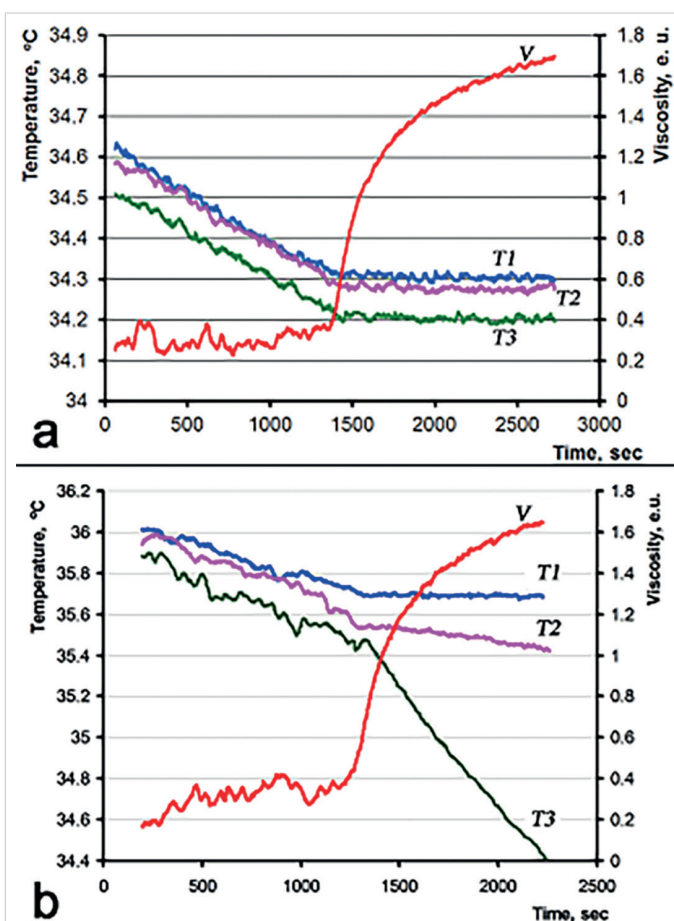 Temperature, °C
34.9
34.8
34.7
34.6
34.5
34.4
34.3
34.2
34.1
34
V
T1
T2
T3
1.8
1.6
1.4
1.2
1
0.8
0.6
0.4
0.2
0
Viscosity, e. u.
0 500 1000 1500 2000 2500 3000
Time, sec
a
Temperature, °C
36.2
36
35.8
35.6
35.4
35.2
35
34.8
34.6
34.4
V
T1
T2
T3
1.8
1.6
1.4
1.2
1
0.8
0.6
0.4
0.2
0
Viscosity, e.u.
0 500 1000 1500 2000 2500
Time, sec
b